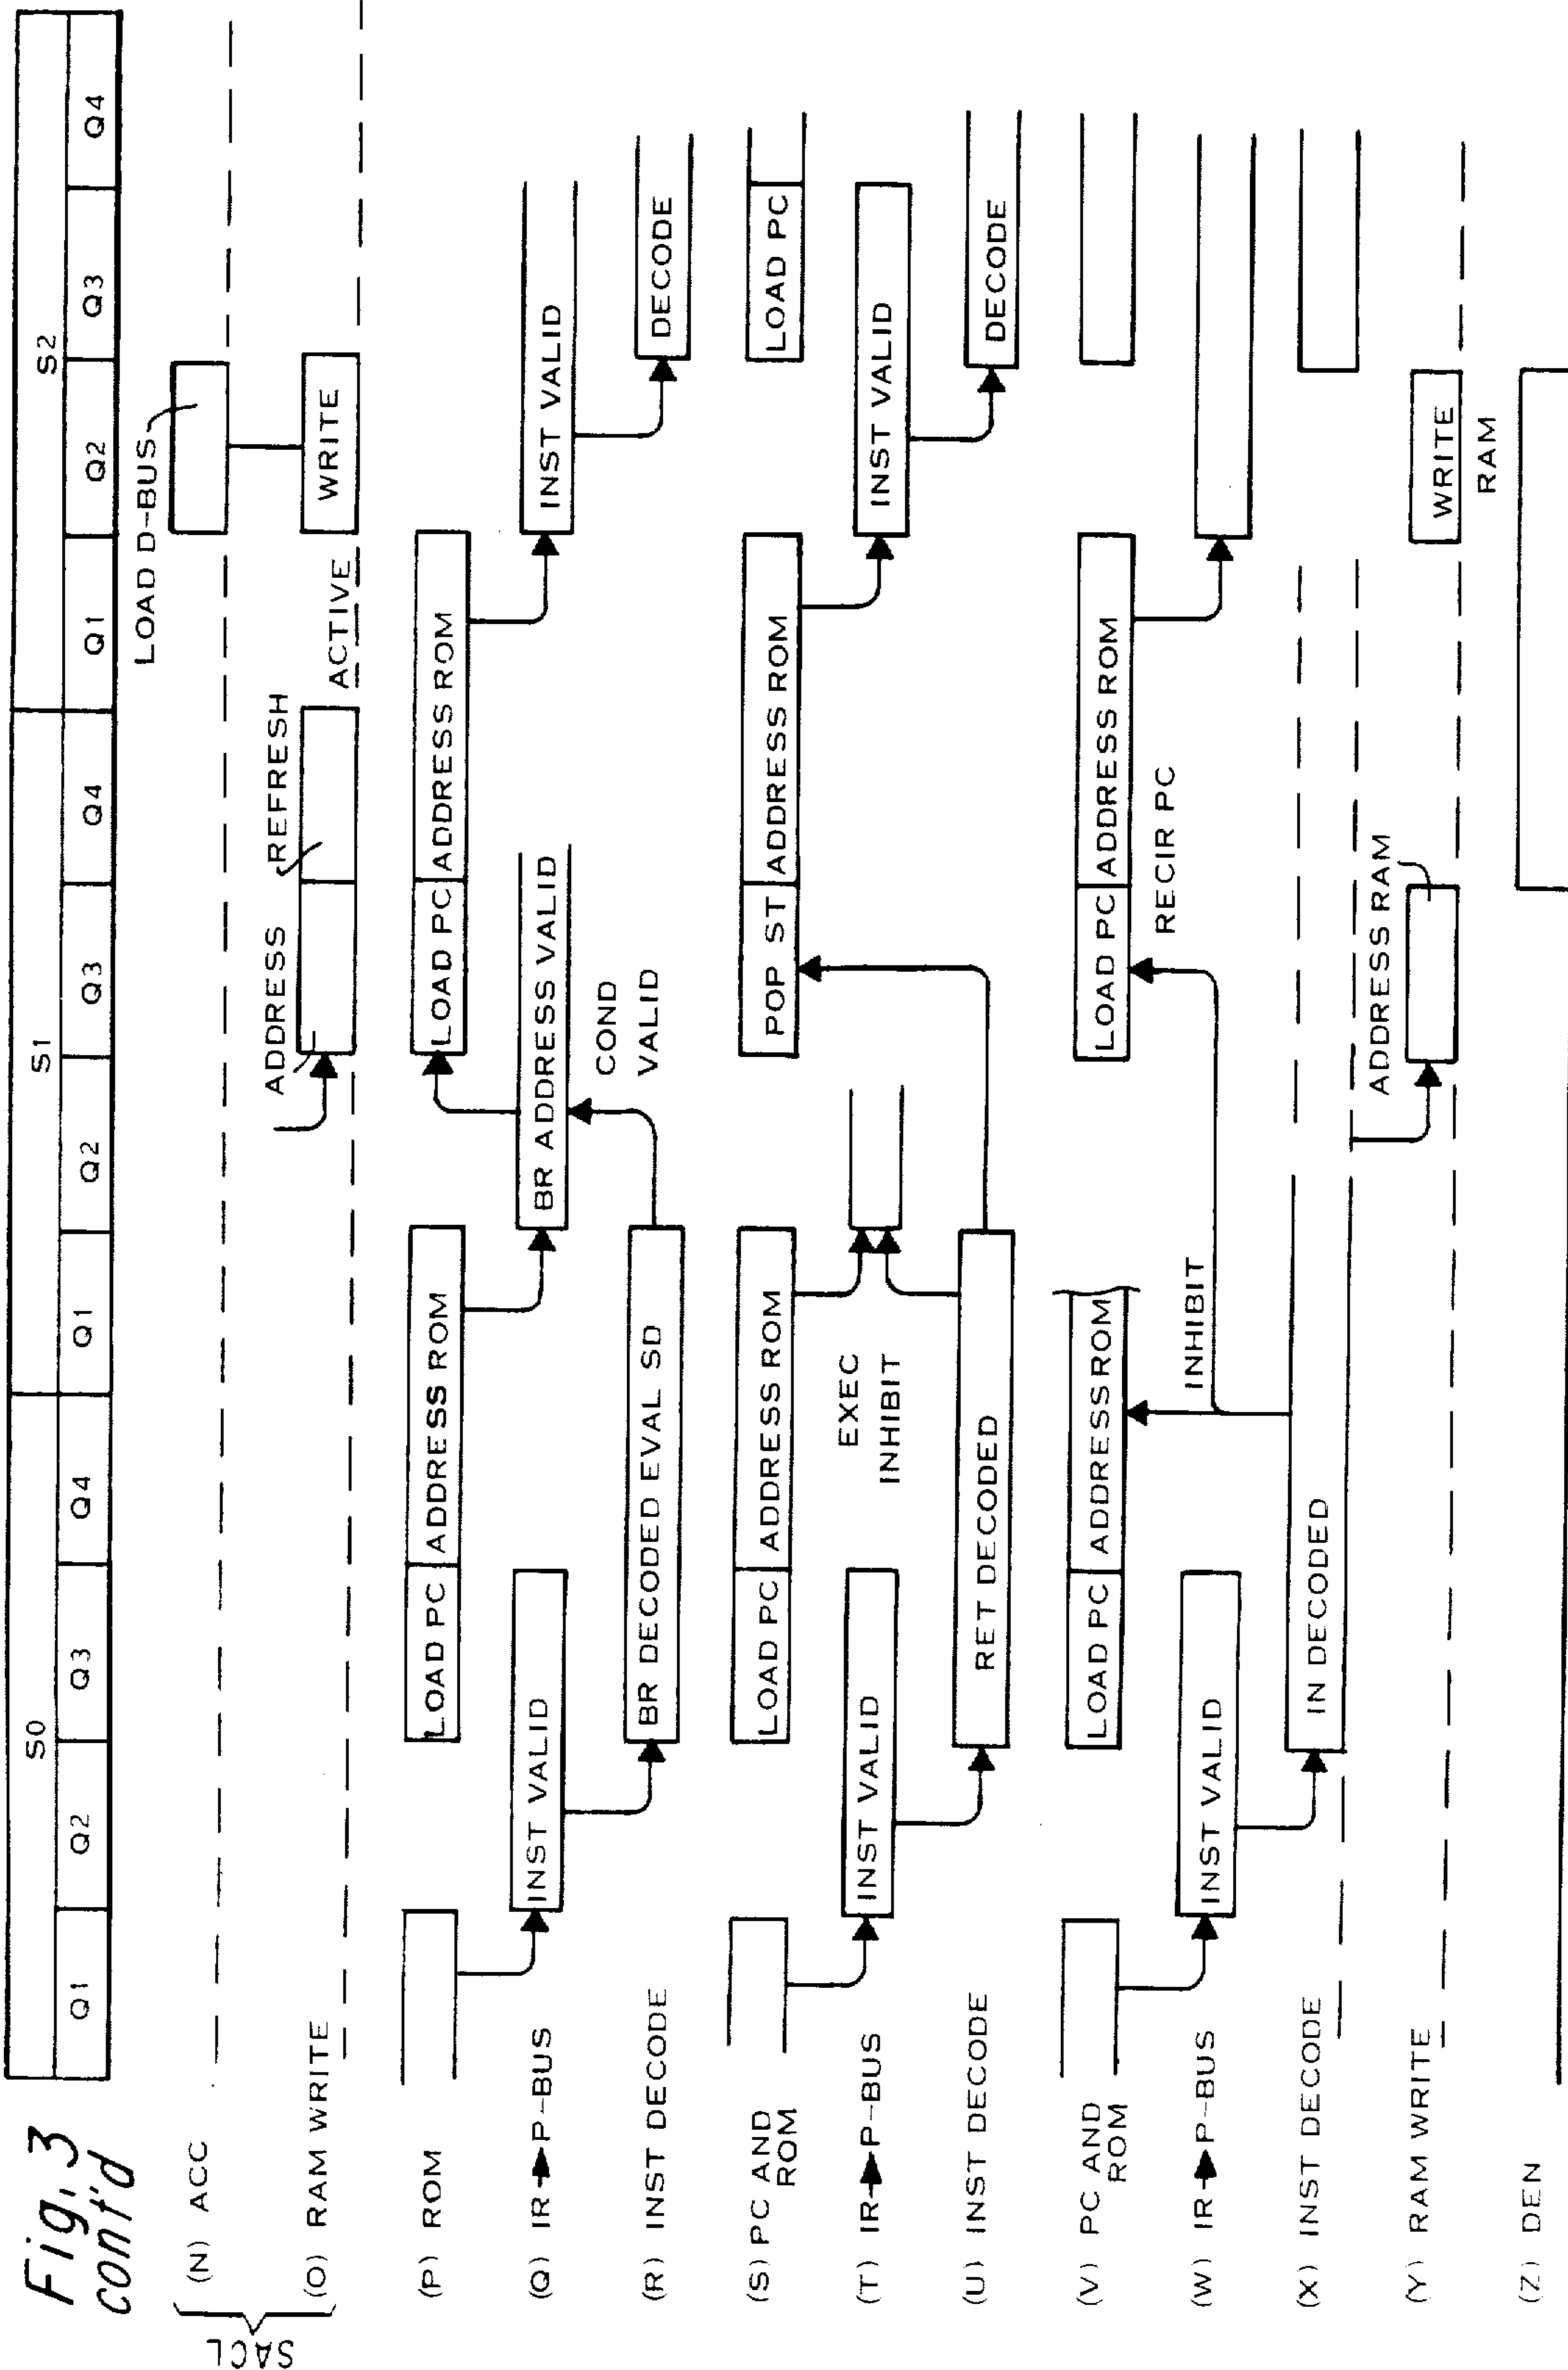 Fig. 3
cont'd
S0 S1 S2
Q1 Q2 Q3 Q4 Q1 Q2 Q3 Q4 Q1 Q2 Q3 Q4
SACL
LOAD D-BUS
(N) ACC
ADDRESS REFRESH
(O) RAM WRITE ACTIVE WRITE
(P) ROM LOAD PC ADDRESS ROM LOAD PC ADDRESS ROM
(Q) IR→P-BUS INST VALID BR ADDRESS VALID INST VALID
COND
VALID
(R) INST DECODE BR DECODED EVAL SD DECODE
(S) PC AND
ROM
LOAD PC ADDRESS ROM POP ST ADDRESS ROM LOAD PC
(T) IR→P-BUS INST VALID INST VALID
EXEC
INHIBIT
(U) INST DECODE RET DECODED DECODE
(V) PC AND
ROM
LOAD PC ADDRESS ROM LOAD PC ADDRESS ROM
RECIR PC
(W) IR→P-BUS INST VALID INHIBIT
(X) INST DECODE IN DECODED
ADDRESS RAM
(Y) RAM WRITE WRITE
RAM
(Z) DEN